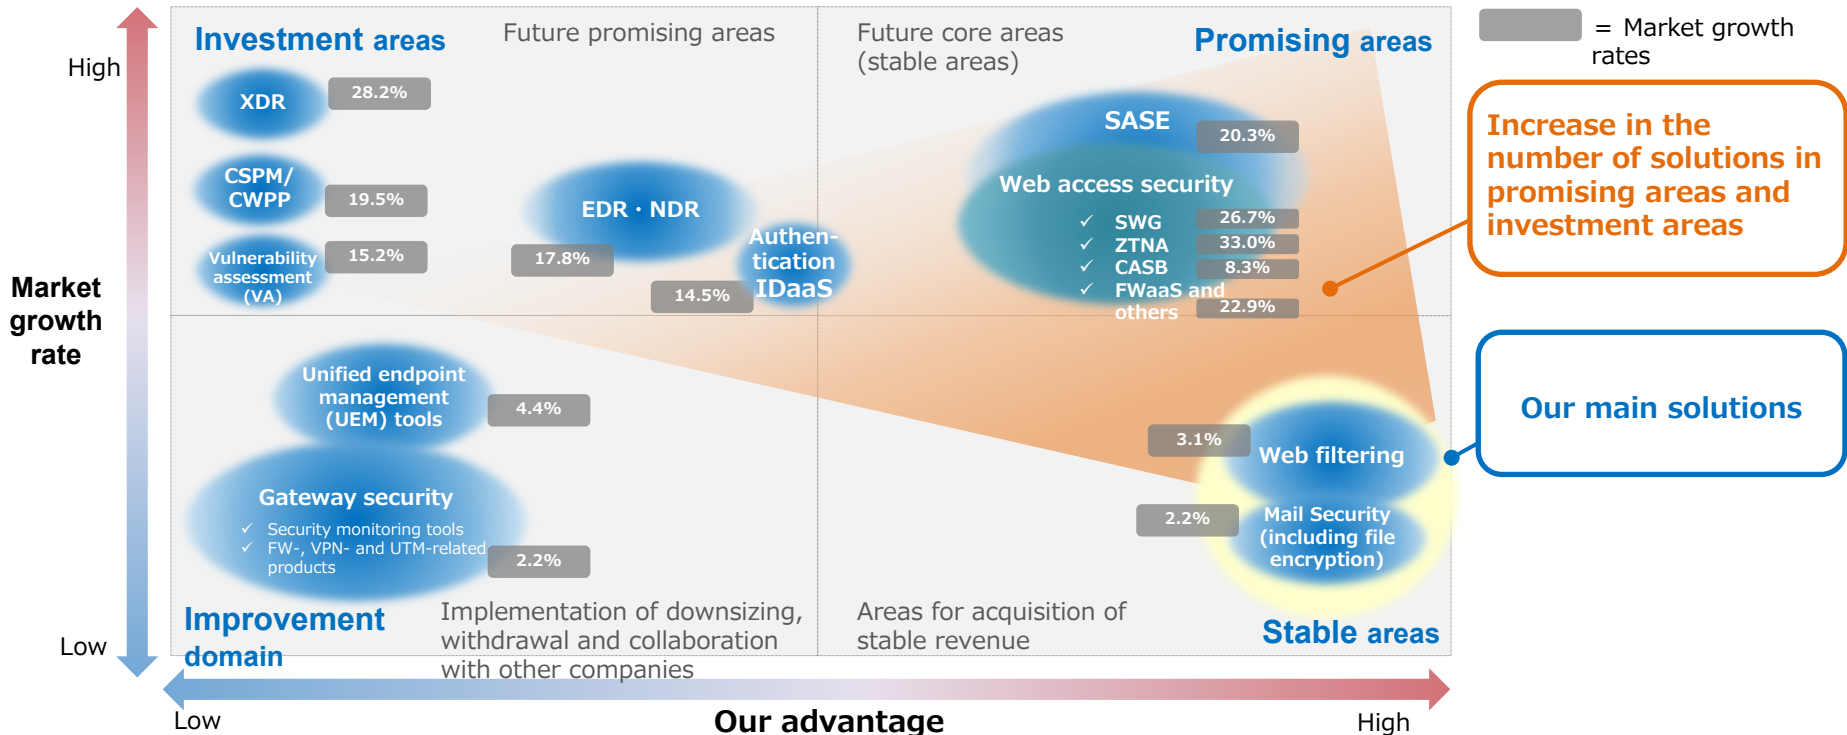 Investment areas
Future promising areas
Future core areas
(stable areas)
Promising areas
= Market growth
rates
High
XDR
28.2%
CSPM/
CWPP
19.5%
Vulnerability
assessment
(VA)
15.2%
EDR・NDR
17.8%
Authen-
tication
IDaaS
14.5%
SASE
20.3%
Web access security
✓ SWG
26.7%
✓ ZTNA
33.0%
✓ CASB
8.3%
✓ FWaaS and
others
22.9%
Increase in the
number of solutions in
promising areas and
investment areas
Market
growth
rate
Unified endpoint
management
(UEM) tools
4.4%
Gateway security
✓ Security monitoring tools
✓ FW-, VPN- and UTM-related
products
2.2%
3.1%
Web filtering
2.2%
Mail Security
(including file
encryption)
Our main solutions
Improvement
domain
Implementation of downsizing,
withdrawal and collaboration
with other companies
Areas for acquisition of
stable revenue
Stable areas
Low
Low
Our advantage
High